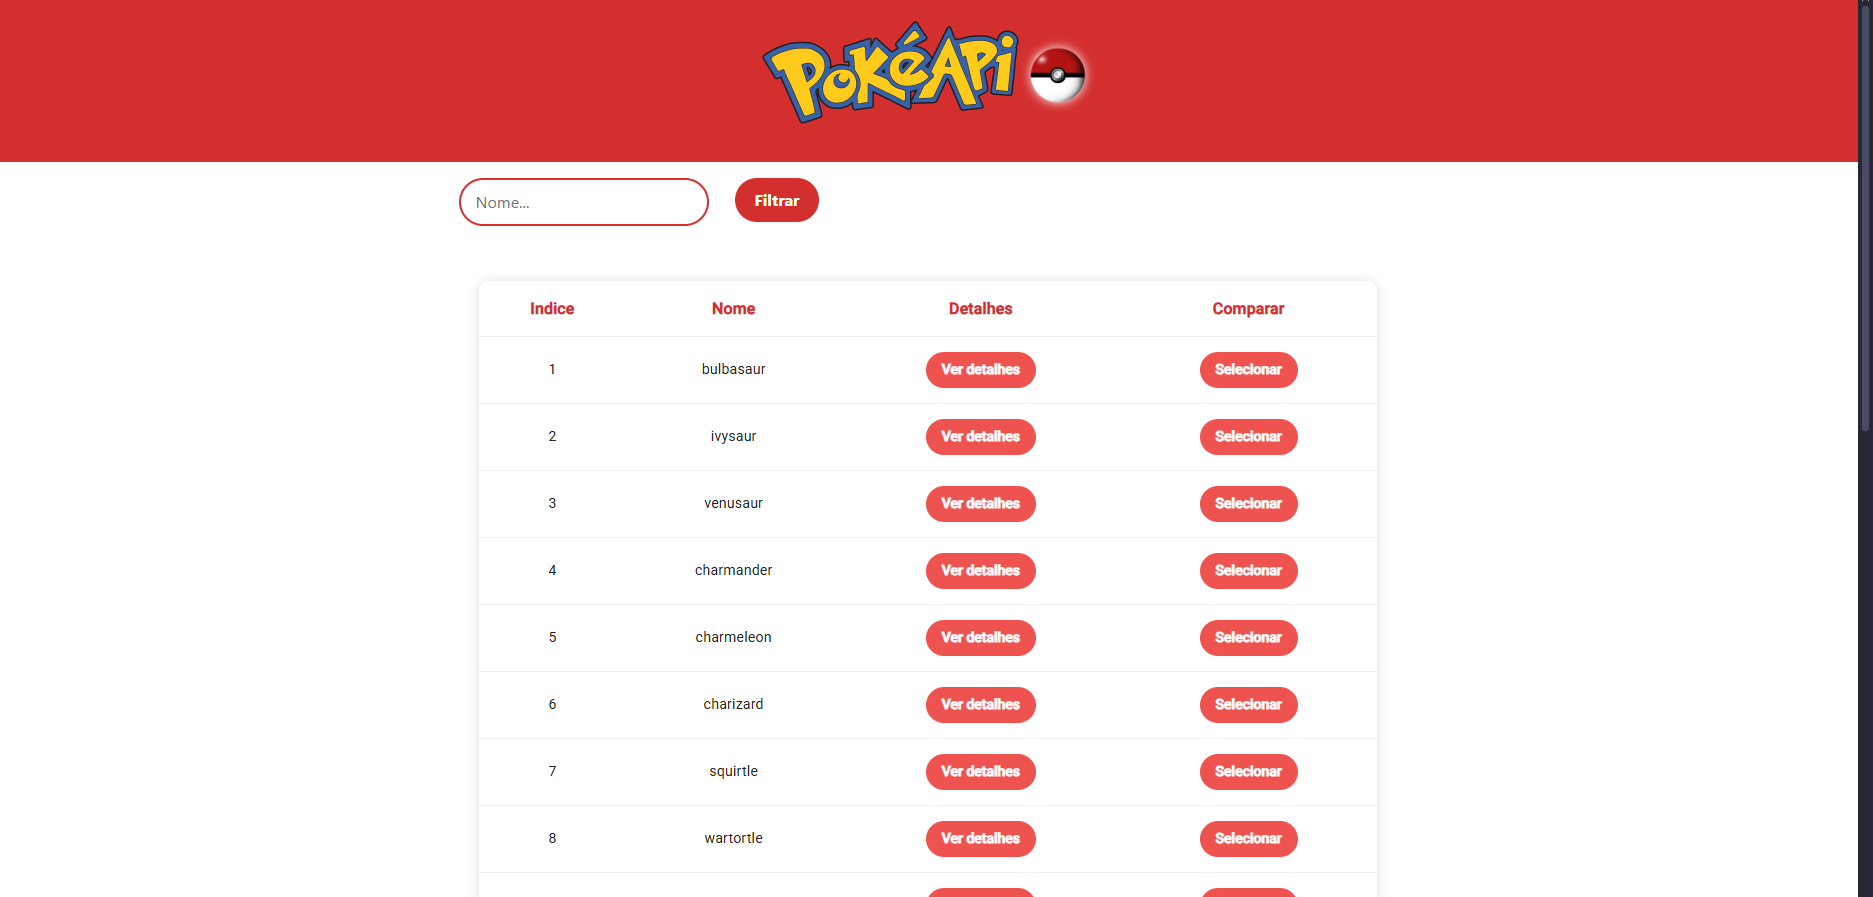 PokéApi
Nome...
Filtrar
Indice Nome Detalhes Comparar
1 bulbasaur Ver detalhes Selecionar
2 ivysaur Ver detalhes Selecionar
3 venusaur Ver detalhes Selecionar
4 charmander Ver detalhes Selecionar
5 charmeleon Ver detalhes Selecionar
6 charizard Ver detalhes Selecionar
7 squirtle Ver detalhes Selecionar
8 wartortle Ver detalhes Selecionar